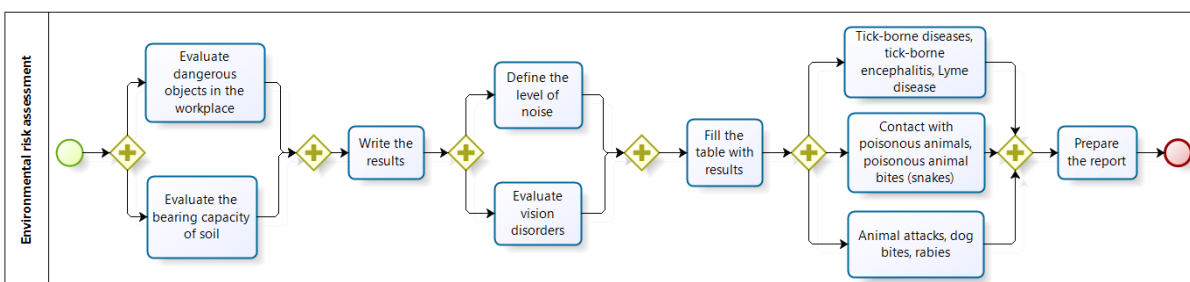 Environmental risk assessment
Evaluate
dangerous
objects in the
workplace
Evaluate the
bearing capacity
of soil
Write the
results
Define the
level of
noise
Evaluate
vision
disorders
Fill the
table with
results
Tick-borne diseases,
tick-borne
encephalitis, Lyme
disease
Contact with
poisonous animals,
poisonous animal
bites (snakes)
Animal attacks, dog
bites, rabies
Prepare
the report